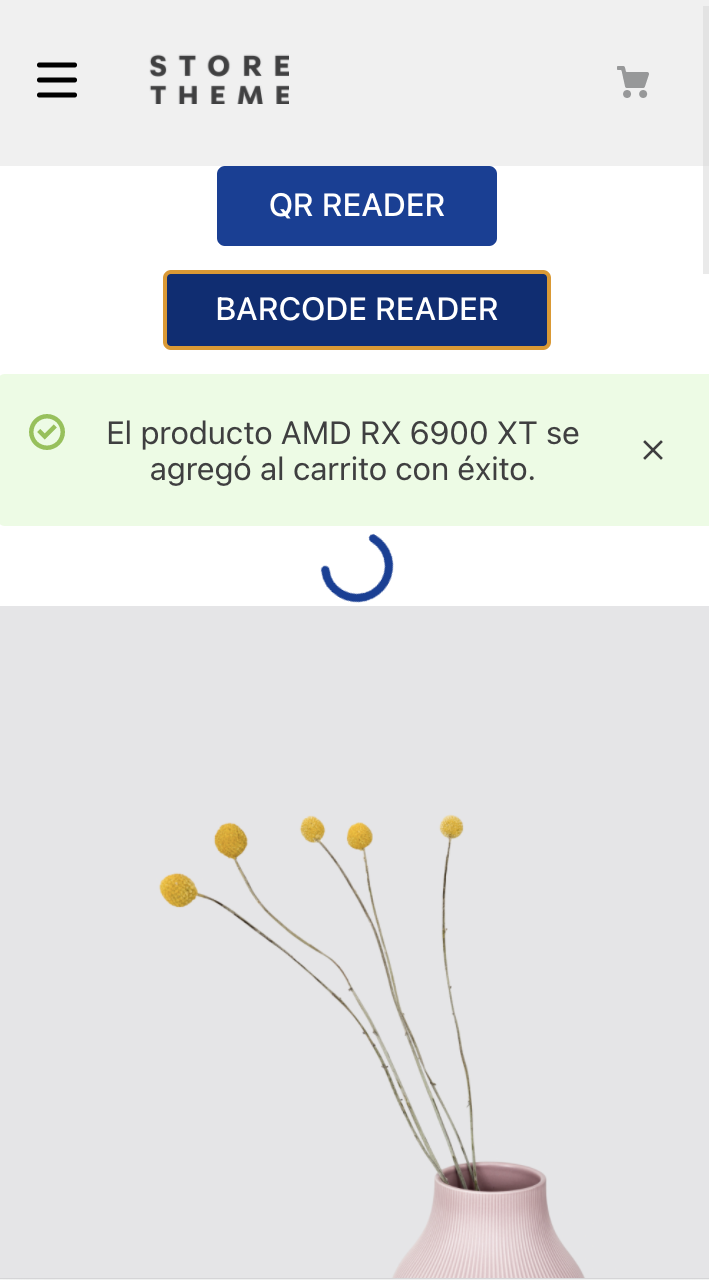 STORE
THEME
QR READER
BARCODE READER
El producto AMD RX 6900 XT se
agregó al carrito con éxito.